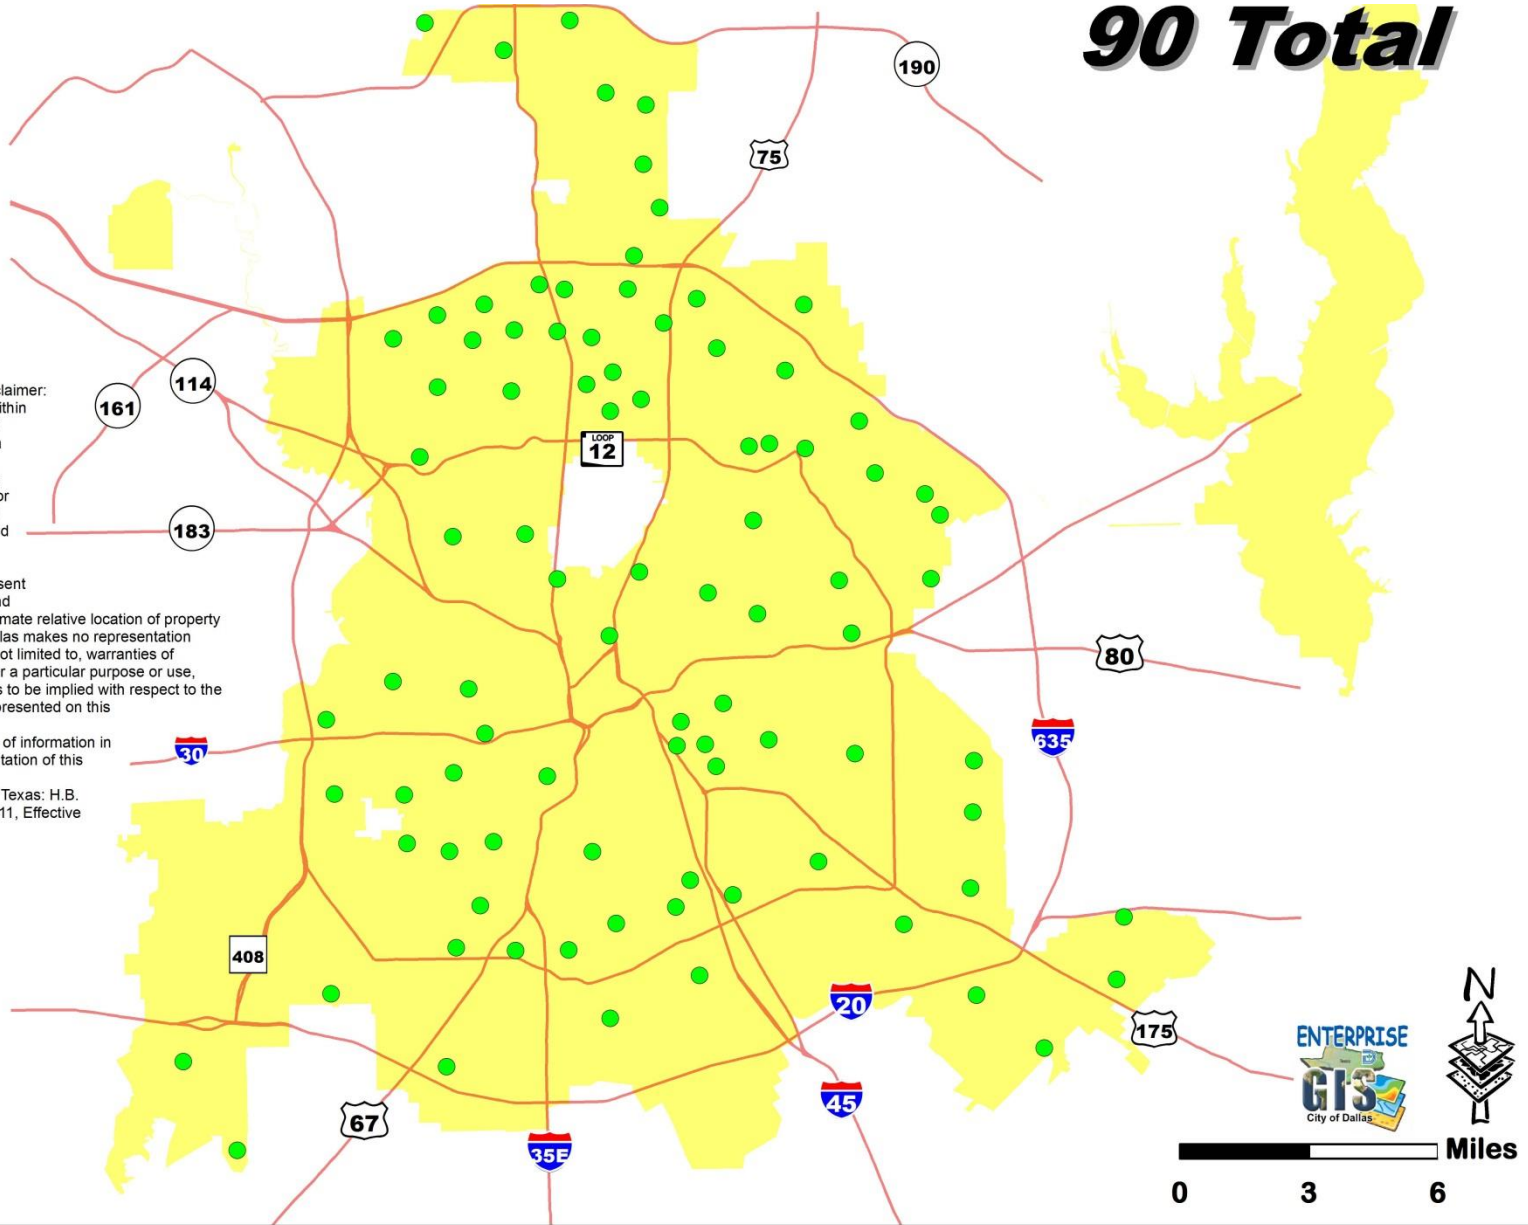 90 Total
190
75
laimer:
ithin
114
161
LOOP
12
or
183
d
sent
nd
mate relative location of property
las makes no representation
ot limited to, warranties of
r a particular purpose or use,
s to be implied with respect to the
presented on this
of information in
tation of this
Texas: H.B.
11, Effective
80
30
635
408
20
175
67
45
35E
ENTERPRISE
GIS
City of Dallas
N
Miles
0 3 6